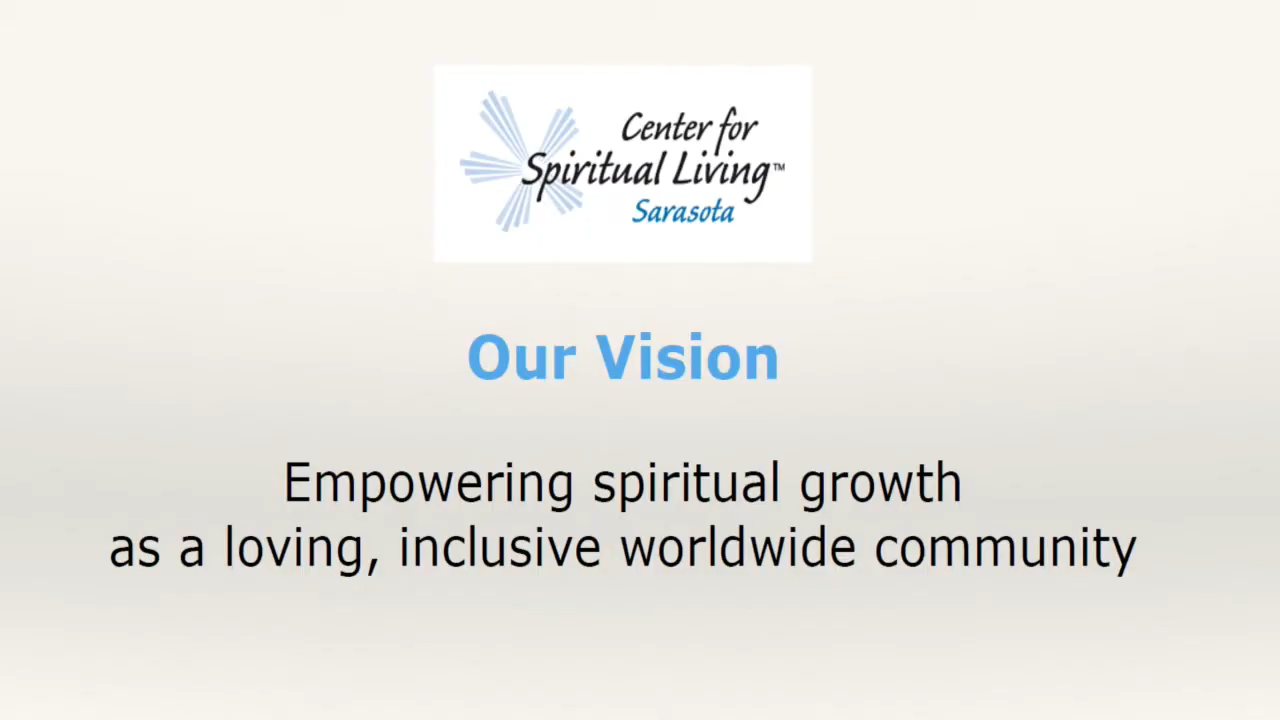 Center for
Spiritual Living™
Sarasota
Our Vision
Empowering spiritual growth
as a loving, inclusive worldwide community